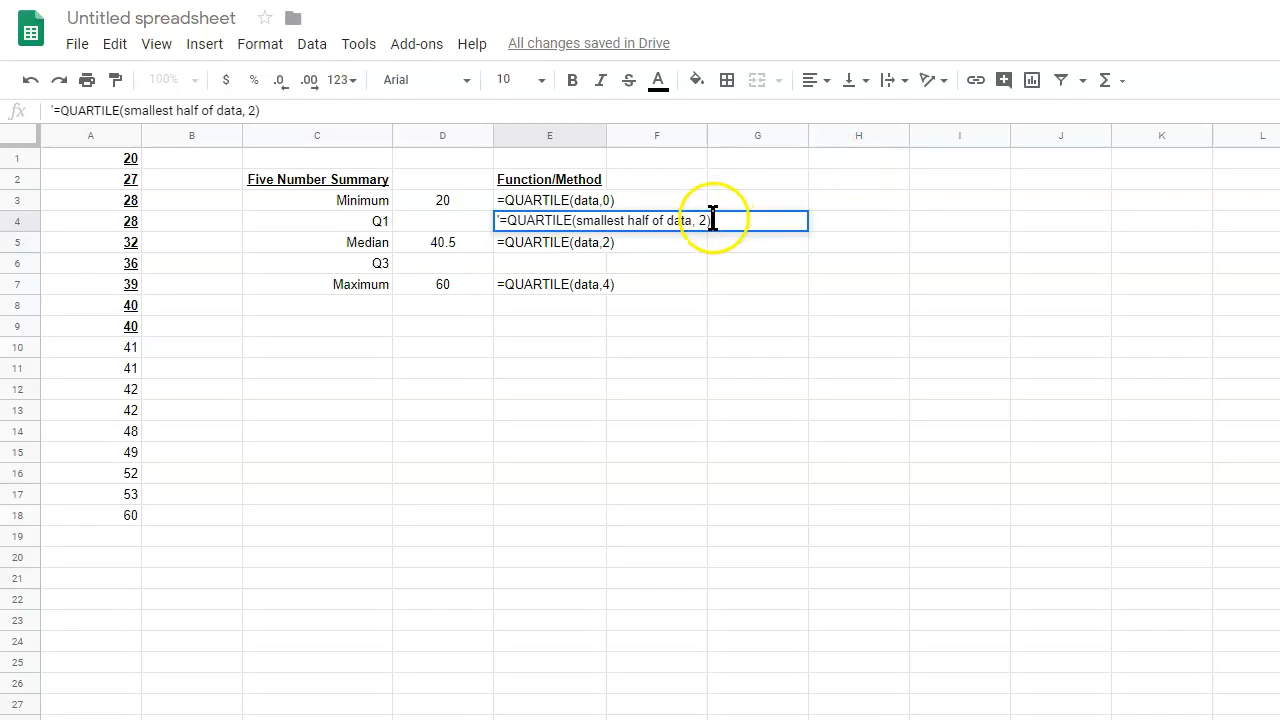 Untitled spreadsheet
File Edit View Insert Format Data Tools Add-ons Help All changes saved in Drive
100% $ % .0 .00 123 Arial 10 B I S A Σ
fx '=QUARTILE(smallest half of data, 2)
A B C D E F G H I J K L
1 20
2 27 Five Number Summary Function/Method
3 28 Minimum 20 =QUARTILE(data,0)
4 28 Q1 '=QUARTILE(smallest half of data, 2)
5 32 Median 40.5 =QUARTILE(data,2)
6 36 Q3
7 39 Maximum 60 =QUARTILE(data,4)
8 40
9 40
10 41
11 41
12 42
13 42
14 48
15 49
16 52
17 53
18 60
19
20
21
22
23
24
25
26
27